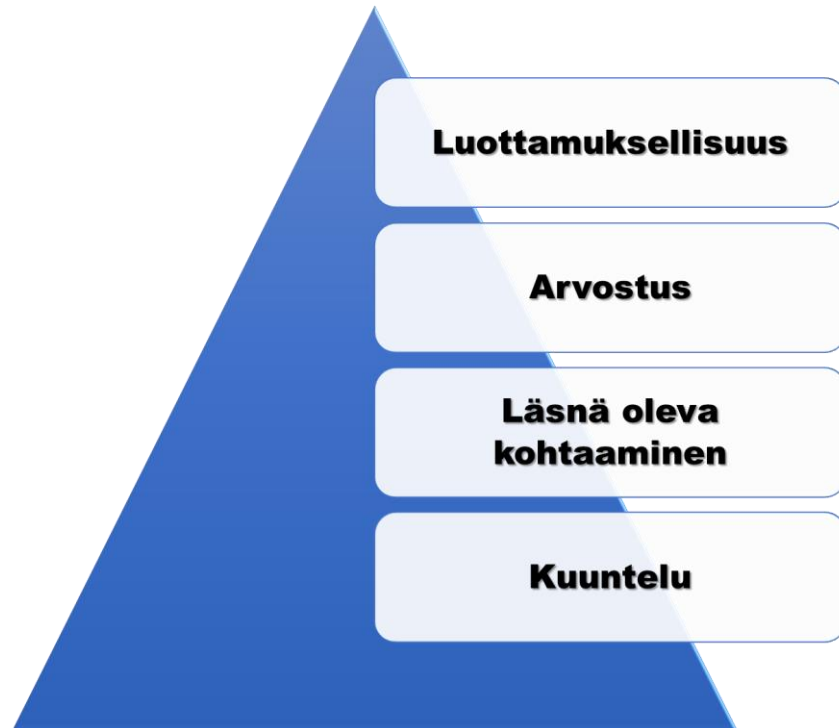 Luottamuksellisuus
Arvostus
Läsnä oleva
kohtaaminen
Kuuntelu